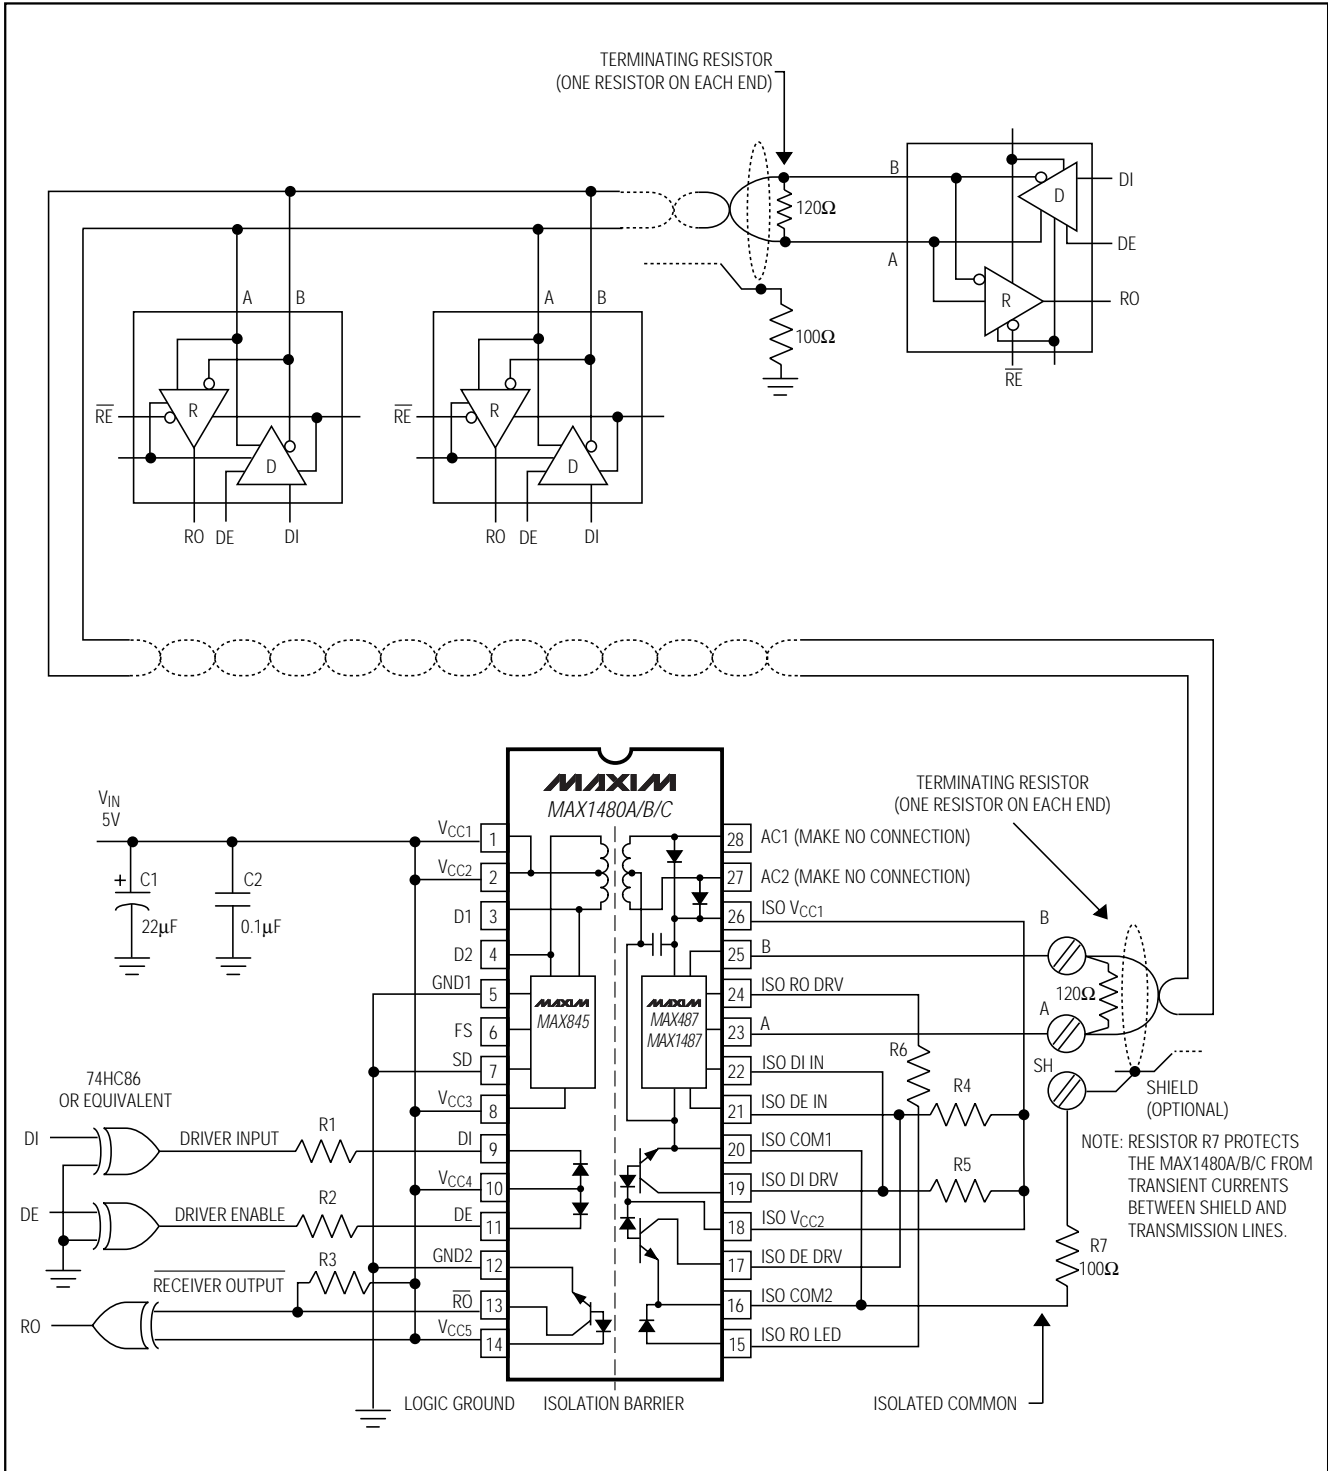 TERMINATING RESISTOR
(ONE RESISTOR ON EACH END)
B
DI
D
120Ω
DE
A
A B
A B
R
RO
100Ω
RE
RE
R
RE
R
D
D
RO DE DI
RO DE DI
TERMINATING RESISTOR
(ONE RESISTOR ON EACH END)
VIN
5V
MAXIM
MAX1480A/B/C
VCC1
1
28
AC1 (MAKE NO CONNECTION)
VCC2
2
27
AC2 (MAKE NO CONNECTION)
+ C1
22µF
C2
0.1µF
D1
3
26
ISO VCC1
B
D2
4
25
B
GND1
5
MAXIM
MAX845
MAXIM
MAX487
MAX1487
24
ISO RO DRV
120Ω
FS
6
23
A
A
SD
7
22
ISO DI IN
R6
SH
74HC86
OR EQUIVALENT
VCC3
8
21
ISO DE IN
R4
SHIELD
(OPTIONAL)
DI
DRIVER INPUT
R1
DI
9
20
ISO COM1
NOTE: RESISTOR R7 PROTECTS
THE MAX1480A/B/C FROM
TRANSIENT CURRENTS
BETWEEN SHIELD AND
TRANSMISSION LINES.
VCC4
10
19
ISO DI DRV
R5
DE
DRIVER ENABLE
R2
DE
11
18
ISO VCC2
R3
GND2
12
17
ISO DE DRV
R7
100Ω
RECEIVER OUTPUT
RO
13
16
ISO COM2
RO
VCC5
14
15
ISO RO LED
LOGIC GROUND
ISOLATION BARRIER
ISOLATED COMMON